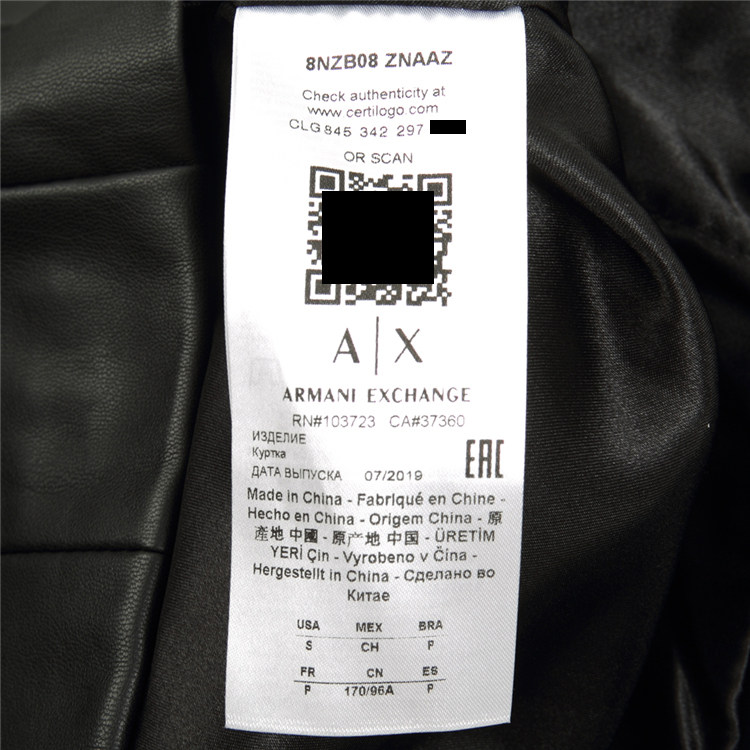 8NZB08 ZNAAZ
Check authenticity at
www.certilogo.com
CLG 845 342 297
OR SCAN
A|X
ARMANI EXCHANGE
RN#103723 CA#37360
ИЗДЕЛИЕ
Куртка
ДАТА ВЫПУСКА 07/2019
EAC
Made in China - Fabriqué en Chine -
Hecho en China - Origem China - 原
產地 中國 - 原产地 中国 - ÜRETİM
YERİ Çin - Vyrobeno v Čína -
Hergestellt in China - Сделано во
Китае
USA MEX BRA
S CH P
FR CN ES
P 170/96A P